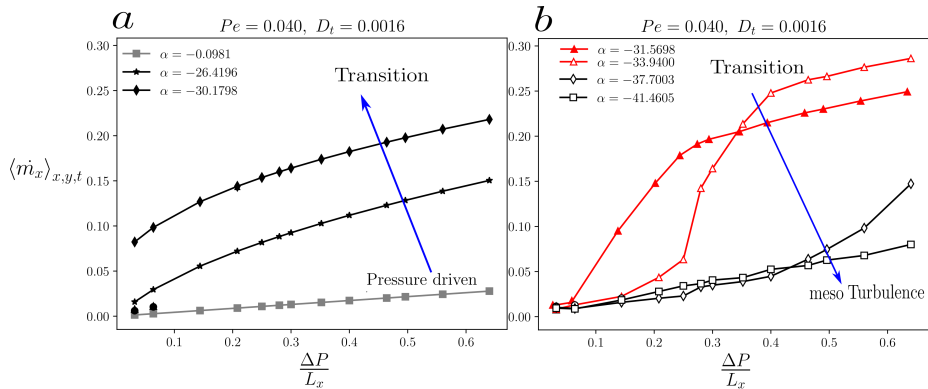 a
Pe = 0.040, D_t = 0.0016
α = −0.0981
α = −26.4196
α = −30.1798
Transition
Pressure driven
⟨ṁ_x⟩_{x,y,t}
0.30
0.25
0.20
0.15
0.10
0.05
0.00
0.1 0.2 0.3 0.4 0.5 0.6
ΔP
L_x
b
Pe = 0.040, D_t = 0.0016
α = −31.5698
α = −33.9400
α = −37.7003
α = −41.4605
Transition
meso Turbulence
0.30
0.25
0.20
0.15
0.10
0.05
0.00
0.1 0.2 0.3 0.4 0.5 0.6
ΔP
L_x